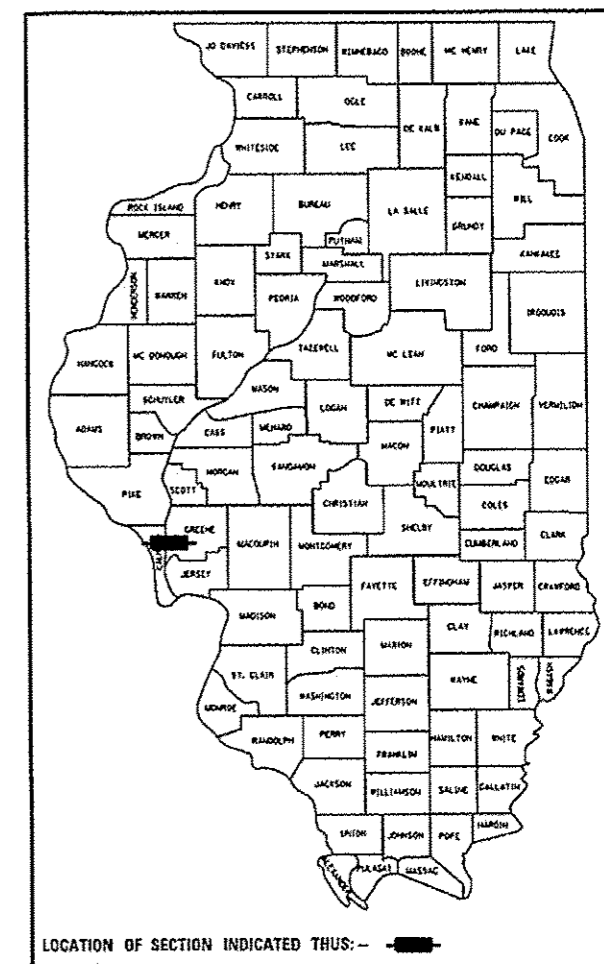 JO DAVIESS STEPHENSON WINNEBAGO BOONE MC HENRY LAKE
CARROLL OGLE DE KALB KANE DU PAGE COOK
WHITESIDE LEE KENDALL WILL
ROCK ISLAND HENRY BUREAU LA SALLE GRUNDY
MERCER PUTNAM KANKAKEE
STARK MARSHALL
HENDERSON WARREN KNOX PEORIA WOODFORD LIVINGSTON IROQUOIS
HANCOCK MC DONOUGH FULTON TAZEWELL MC LEAN FORD
SCHUYLER MASON LOGAN DE WITT CHAMPAIGN VERMILION
ADAMS BROWN CASS MENARD MACON PIATT
PIKE SCOTT MORGAN SANGAMON CHRISTIAN MOULTRIE DOUGLAS EDGAR
COLES
GREENE MACOUPIN MONTGOMERY SHELBY CUMBERLAND CLARK
JERSEY FAYETTE EFFINGHAM JASPER CRAWFORD
MADISON BOND CLAY RICHLAND LAWRENCE
CLINTON MARION
ST. CLAIR WASHINGTON WAYNE EDWARDS WABASH
MONROE JEFFERSON
RANDOLPH PERRY HAMILTON WHITE
FRANKLIN
JACKSON WILLIAMSON SALINE GALLATIN
UNION JOHNSON POPE HARDIN
ALEXANDER PULASKI MASSAC
LOCATION OF SECTION INDICATED THUS: -